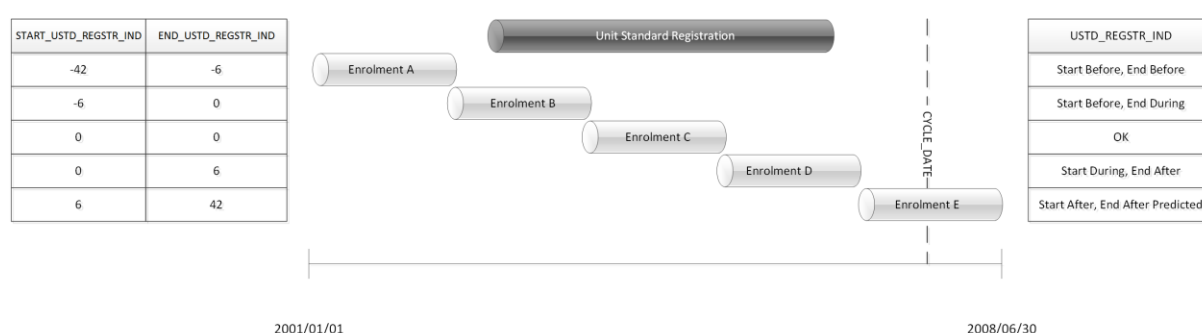 START_USTD_REGSTR_IND END_USTD_REGSTR_IND Unit Standard Registration USTD_REGSTR_IND
-42 -6 Enrolment A Start Before, End Before
-6 0 Enrolment B Start Before, End During
0 0 Enrolment C OK
0 6 Enrolment D Start During, End After
6 42 Enrolment E Start After, End After Predicted
CYCLE_DATE
2001/01/01 2008/06/30